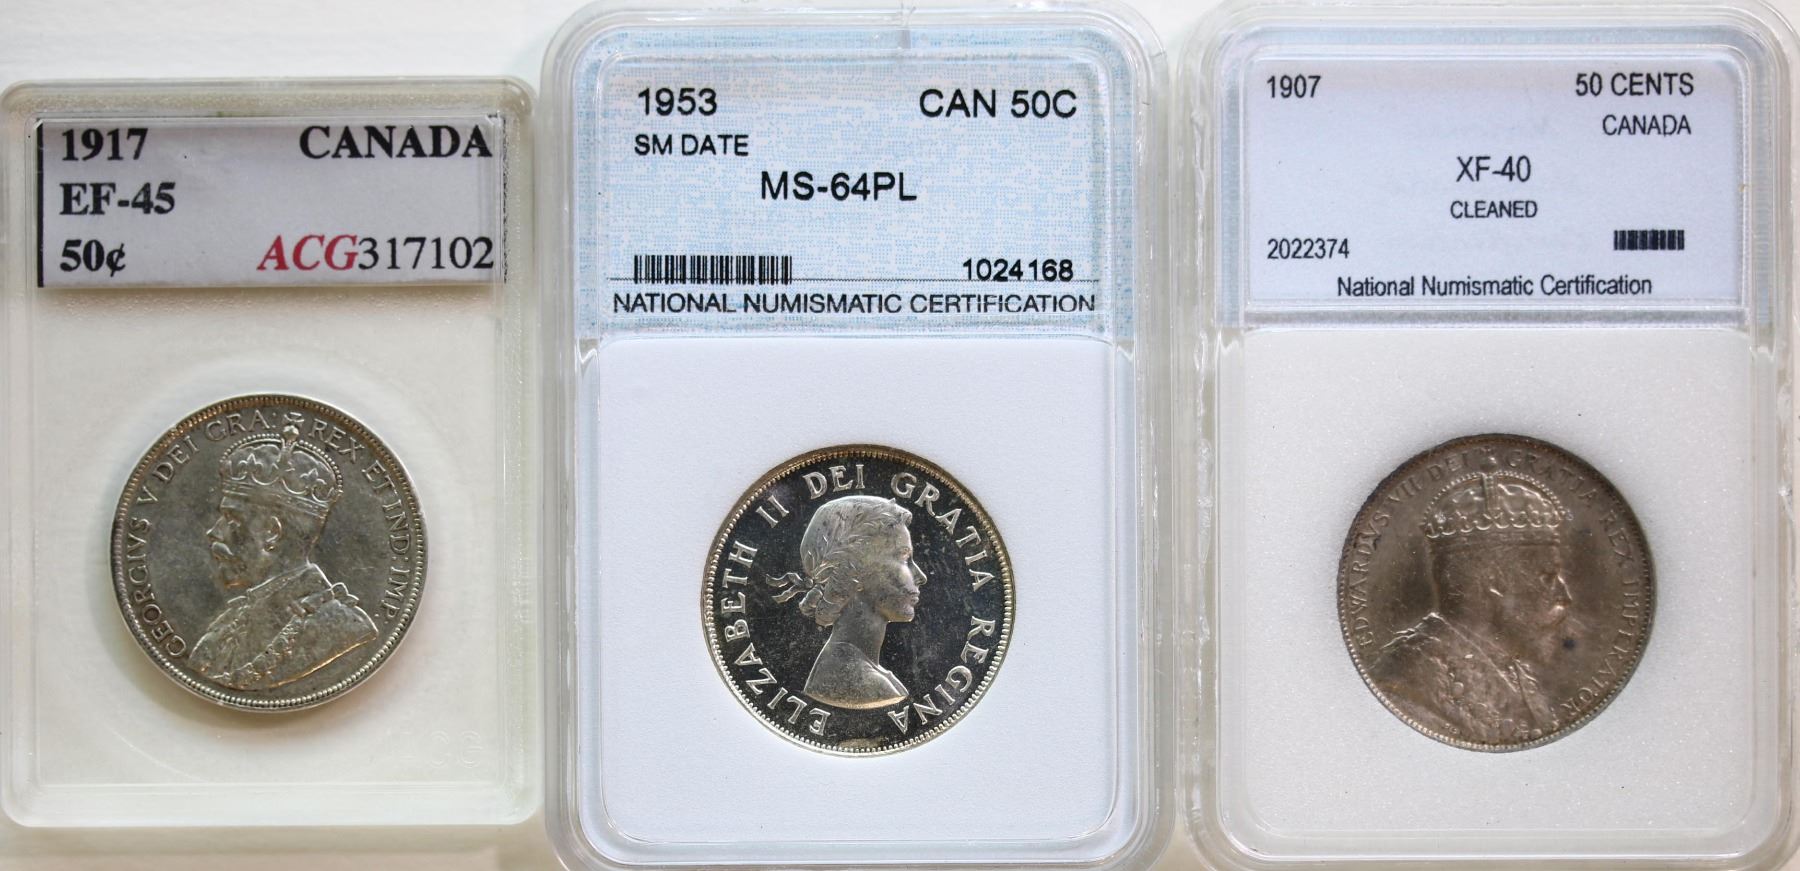 1917 CANADA
EF-45
50¢ ACG317102
GEORGIVS V DEI GRA: REX ET IND: IMP:
1953 CAN 50C
SM DATE
MS-64PL
1024168
NATIONAL NUMISMATIC CERTIFICATION
ELIZABETH II DEI GRATIA REGINA
1907 50 CENTS
CANADA
XF-40
CLEANED
2022374
National Numismatic Certification
EDWARDVS VII DEI GRATIA REX IMPERATOR